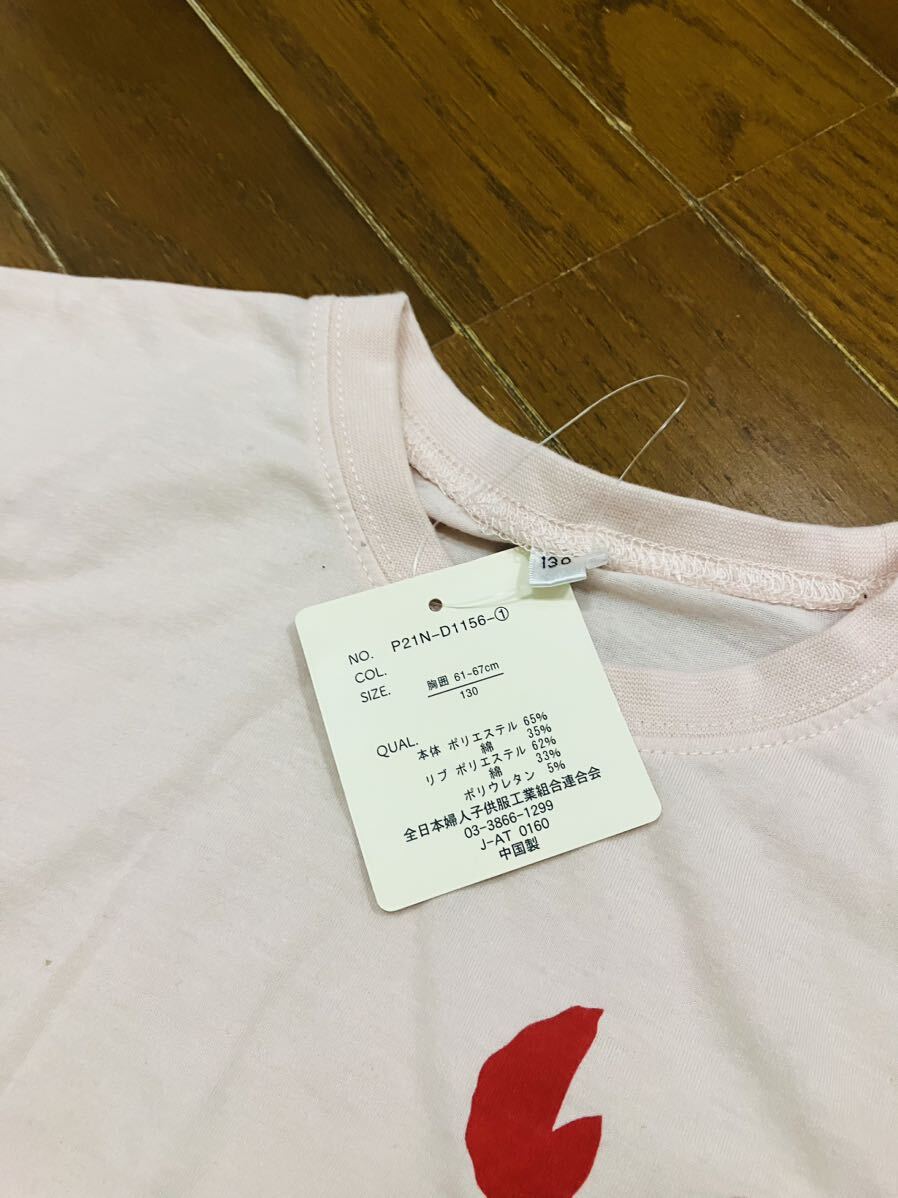 130
NO. P21N-D1156-①
COL.
SIZE. 胸囲 61-67cm
130
QUAL. 本体 ポリエステル 65%
綿 35%
リブ ポリエステル 62%
綿 33%
ポリウレタン 5%
全日本婦人子供服工業組合連合会
03-3866-1299
J-AT 0160
中国製